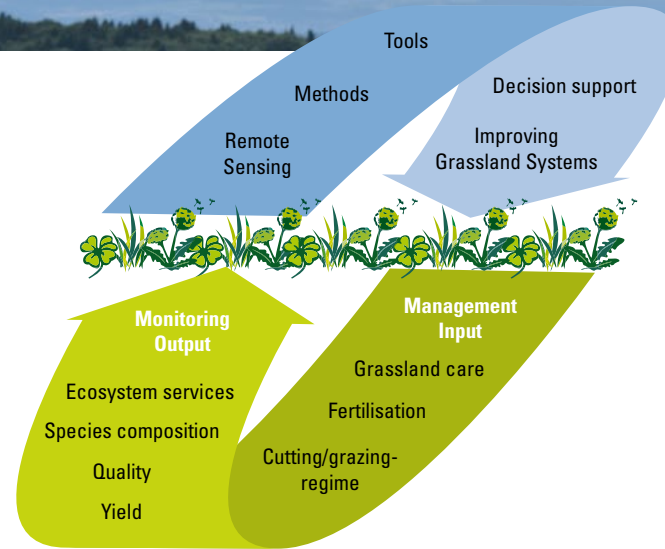 Tools
Methods
Remote
Sensing
Decision support
Improving
Grassland Systems
Monitoring
Output
Ecosystem services
Species composition
Quality
Yield
Management
Input
Grassland care
Fertilisation
Cutting/grazing-
regime